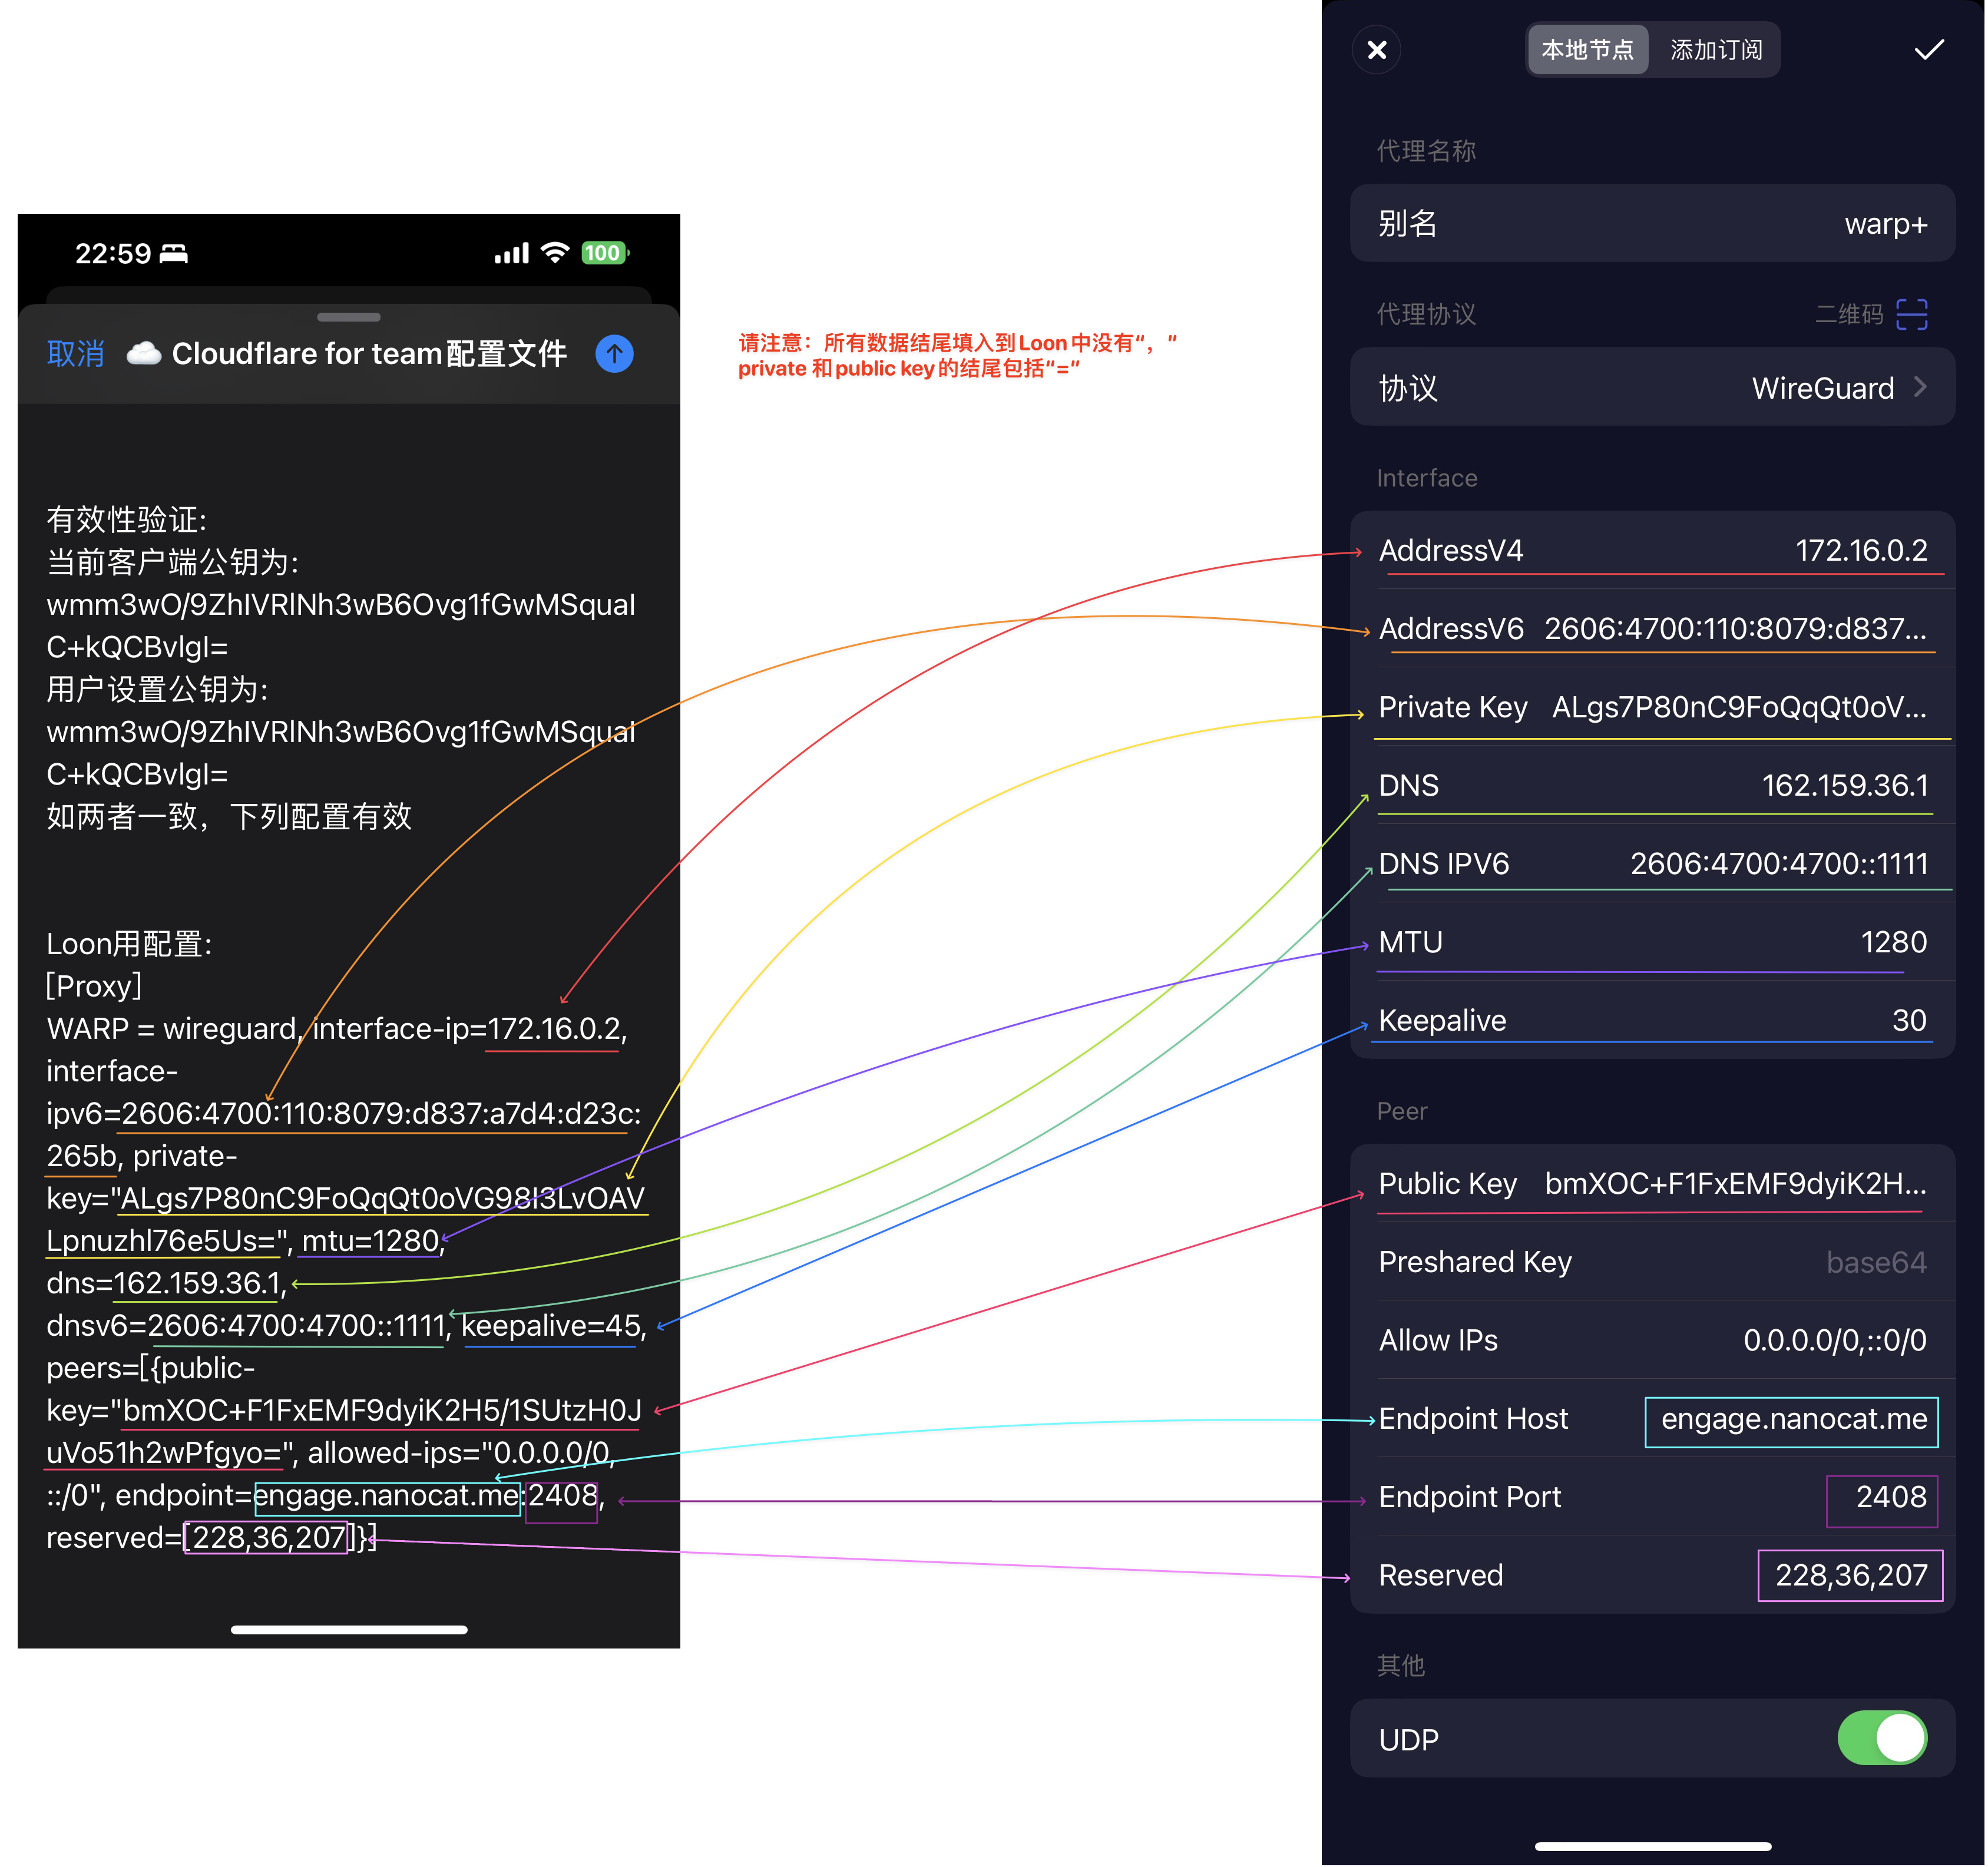 22:59
100
取消 ☁️ Cloudflare for team配置文件
有效性验证:
当前客户端公钥为:
wmm3wO/9ZhIVRlNh3wB6Ovg1fGwMSquaI
C+kQCBvlgI=
用户设置公钥为:
wmm3wO/9ZhIVRlNh3wB6Ovg1fGwMSquaI
C+kQCBvlgI=
如两者一致，下列配置有效
Loon用配置:
[Proxy]
WARP = wireguard, interface-ip=172.16.0.2,
interface-
ipv6=2606:4700:110:8079:d837:a7d4:d23c:
265b, private-
key="ALgs7P80nC9FoQqQt0oVG98I3LvOAV
Lpnuzhl76e5Us=", mtu=1280,
dns=162.159.36.1,
dnsv6=2606:4700:4700::1111, keepalive=45,
peers=[{public-
key="bmXOC+F1FxEMF9dyiK2H5/1SUtzH0J
uVo51h2wPfgyo=", allowed-ips="0.0.0.0/0,
::/0", endpoint=engage.nanocat.me:2408,
reserved=[228,36,207]}]
请注意：所有数据结尾填入到Loon中没有“，”
private 和public key的结尾包括“=”
本地节点 添加订阅
代理名称
别名 warp+
代理协议 二维码
协议 WireGuard
Interface
AddressV4 172.16.0.2
AddressV6 2606:4700:110:8079:d837...
Private Key ALgs7P80nC9FoQqQt0oV...
DNS 162.159.36.1
DNS IPV6 2606:4700:4700::1111
MTU 1280
Keepalive 30
Peer
Public Key bmXOC+F1FxEMF9dyiK2H...
Preshared Key base64
Allow IPs 0.0.0.0/0,::0/0
Endpoint Host engage.nanocat.me
Endpoint Port 2408
Reserved 228,36,207
其他
UDP